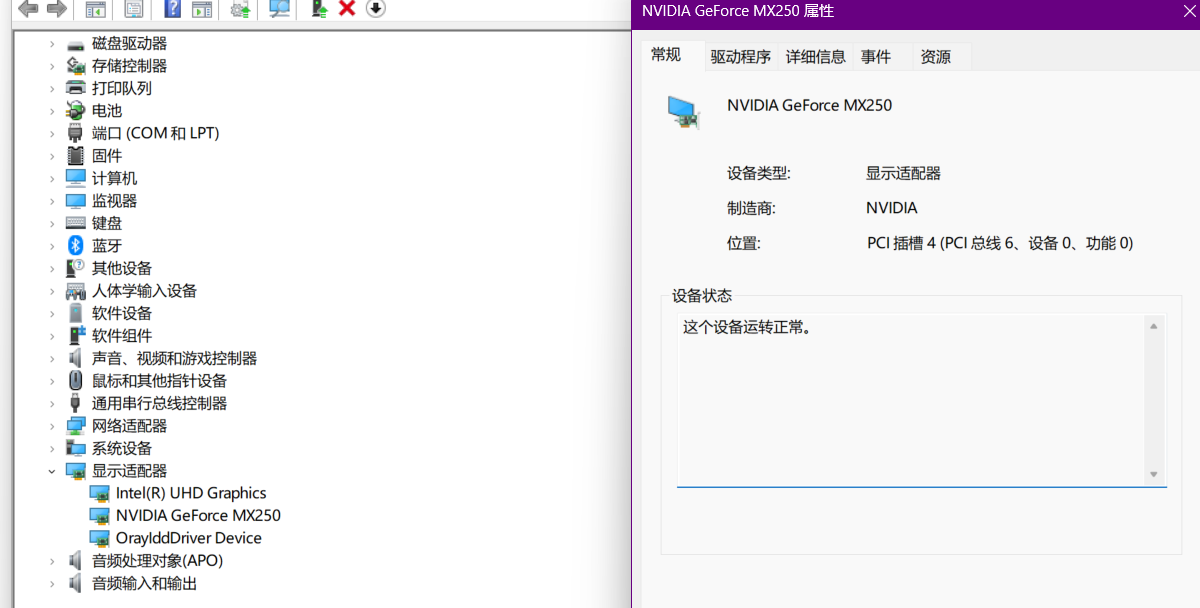 磁盘驱动器
存储控制器
打印队列
电池
端口 (COM 和 LPT)
固件
计算机
监视器
键盘
蓝牙
其他设备
人体学输入设备
软件设备
软件组件
声音、视频和游戏控制器
鼠标和其他指针设备
通用串行总线控制器
网络适配器
系统设备
显示适配器
Intel(R) UHD Graphics
NVIDIA GeForce MX250
OrayIddDriver Device
音频处理对象(APO)
音频输入和输出
NVIDIA GeForce MX250 属性
常规 驱动程序 详细信息 事件 资源
NVIDIA GeForce MX250
设备类型: 显示适配器
制造商: NVIDIA
位置: PCI 插槽 4 (PCI 总线 6、设备 0、功能 0)
设备状态
这个设备运转正常。